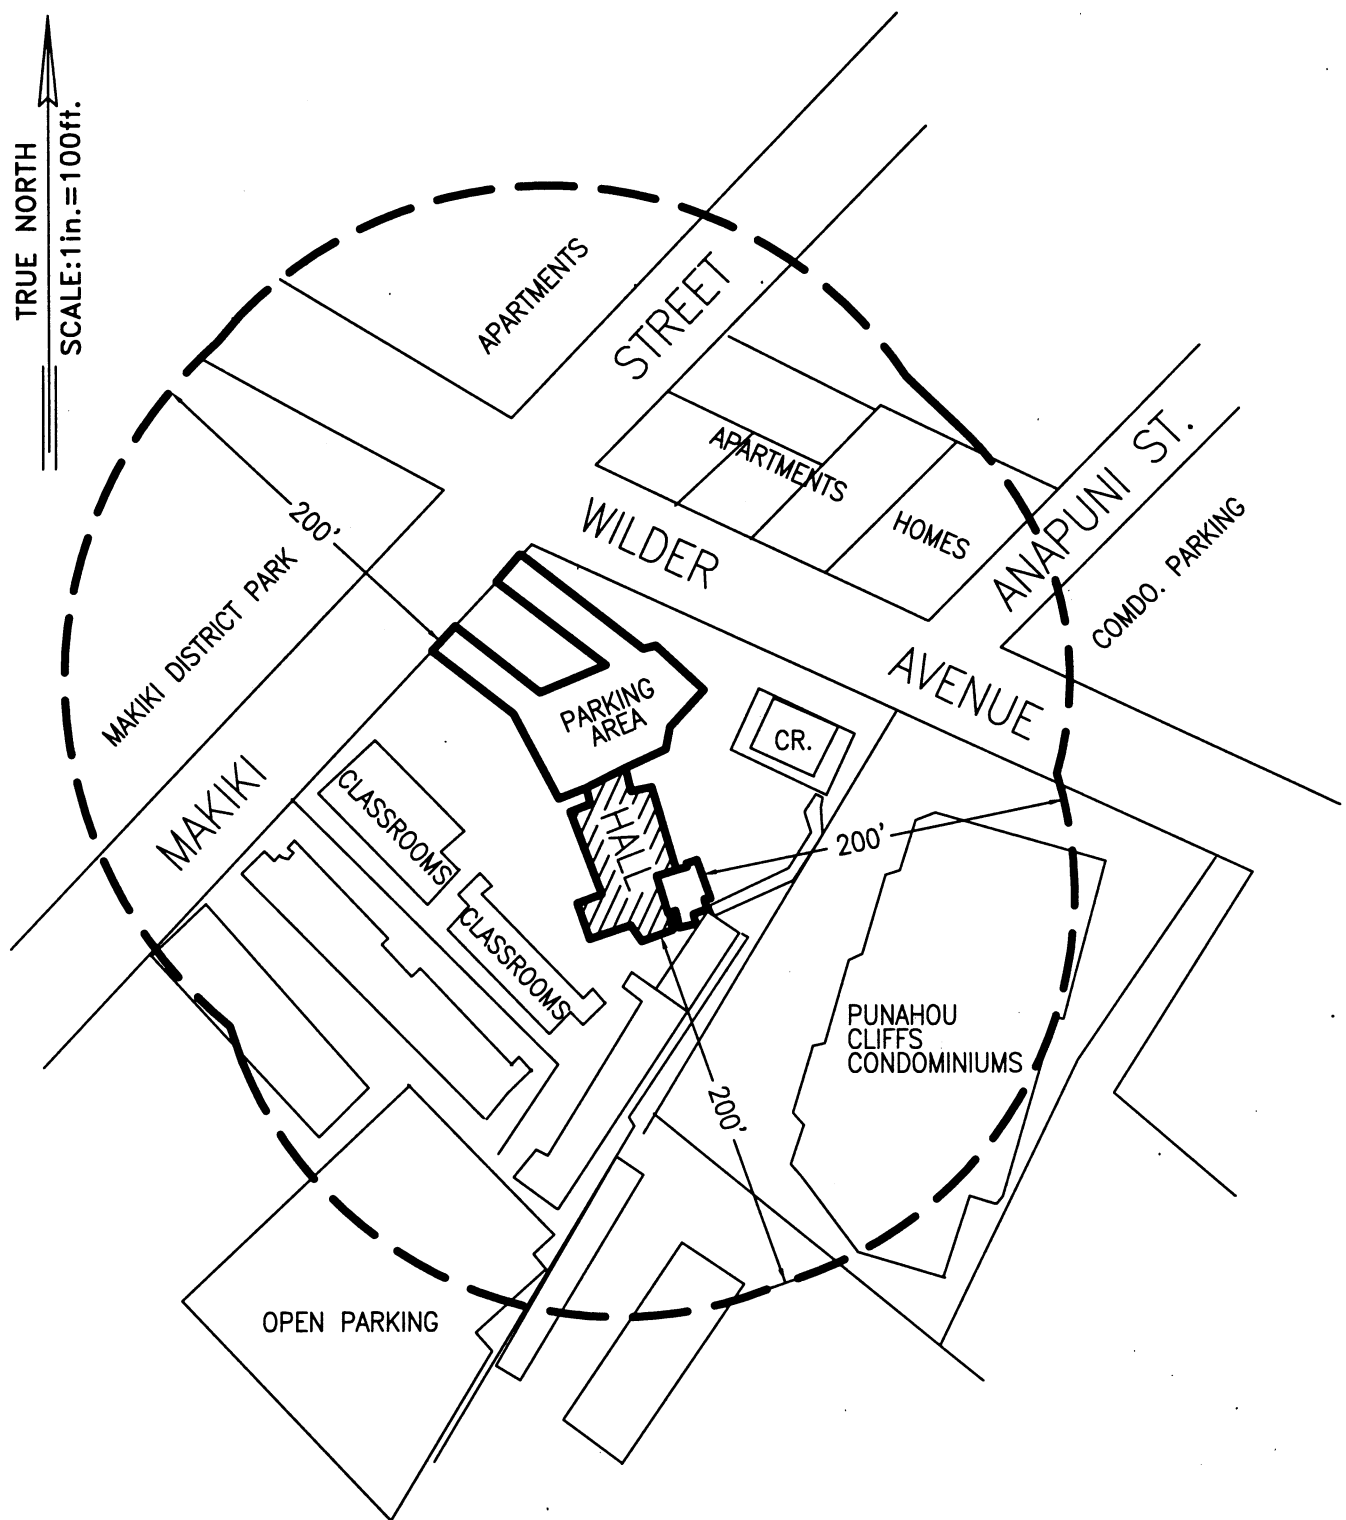 TRUE NORTH
SCALE:1in.=100ft.
APARTMENTS
STREET
APARTMENTS
HOMES
ANAPUNI ST.
COMDO. PARKING
200'
WILDER
AVENUE
MAKIKI DISTRICT PARK
MAKIKI
PARKING
AREA
CR.
CLASSROOMS
CLASSROOMS
HALL
200'
200'
PUNAHOU
CLIFFS
CONDOMINIUMS
OPEN PARKING